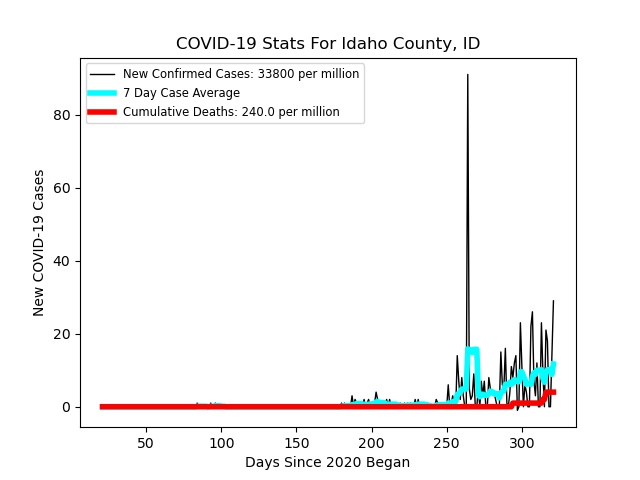 COVID-19 Stats For Idaho County, ID
New Confirmed Cases: 33800 per million
7 Day Case Average
Cumulative Deaths: 240.0 per million
New COVID-19 Cases
80
60
40
20
0
50 100 150 200 250 300
Days Since 2020 Began